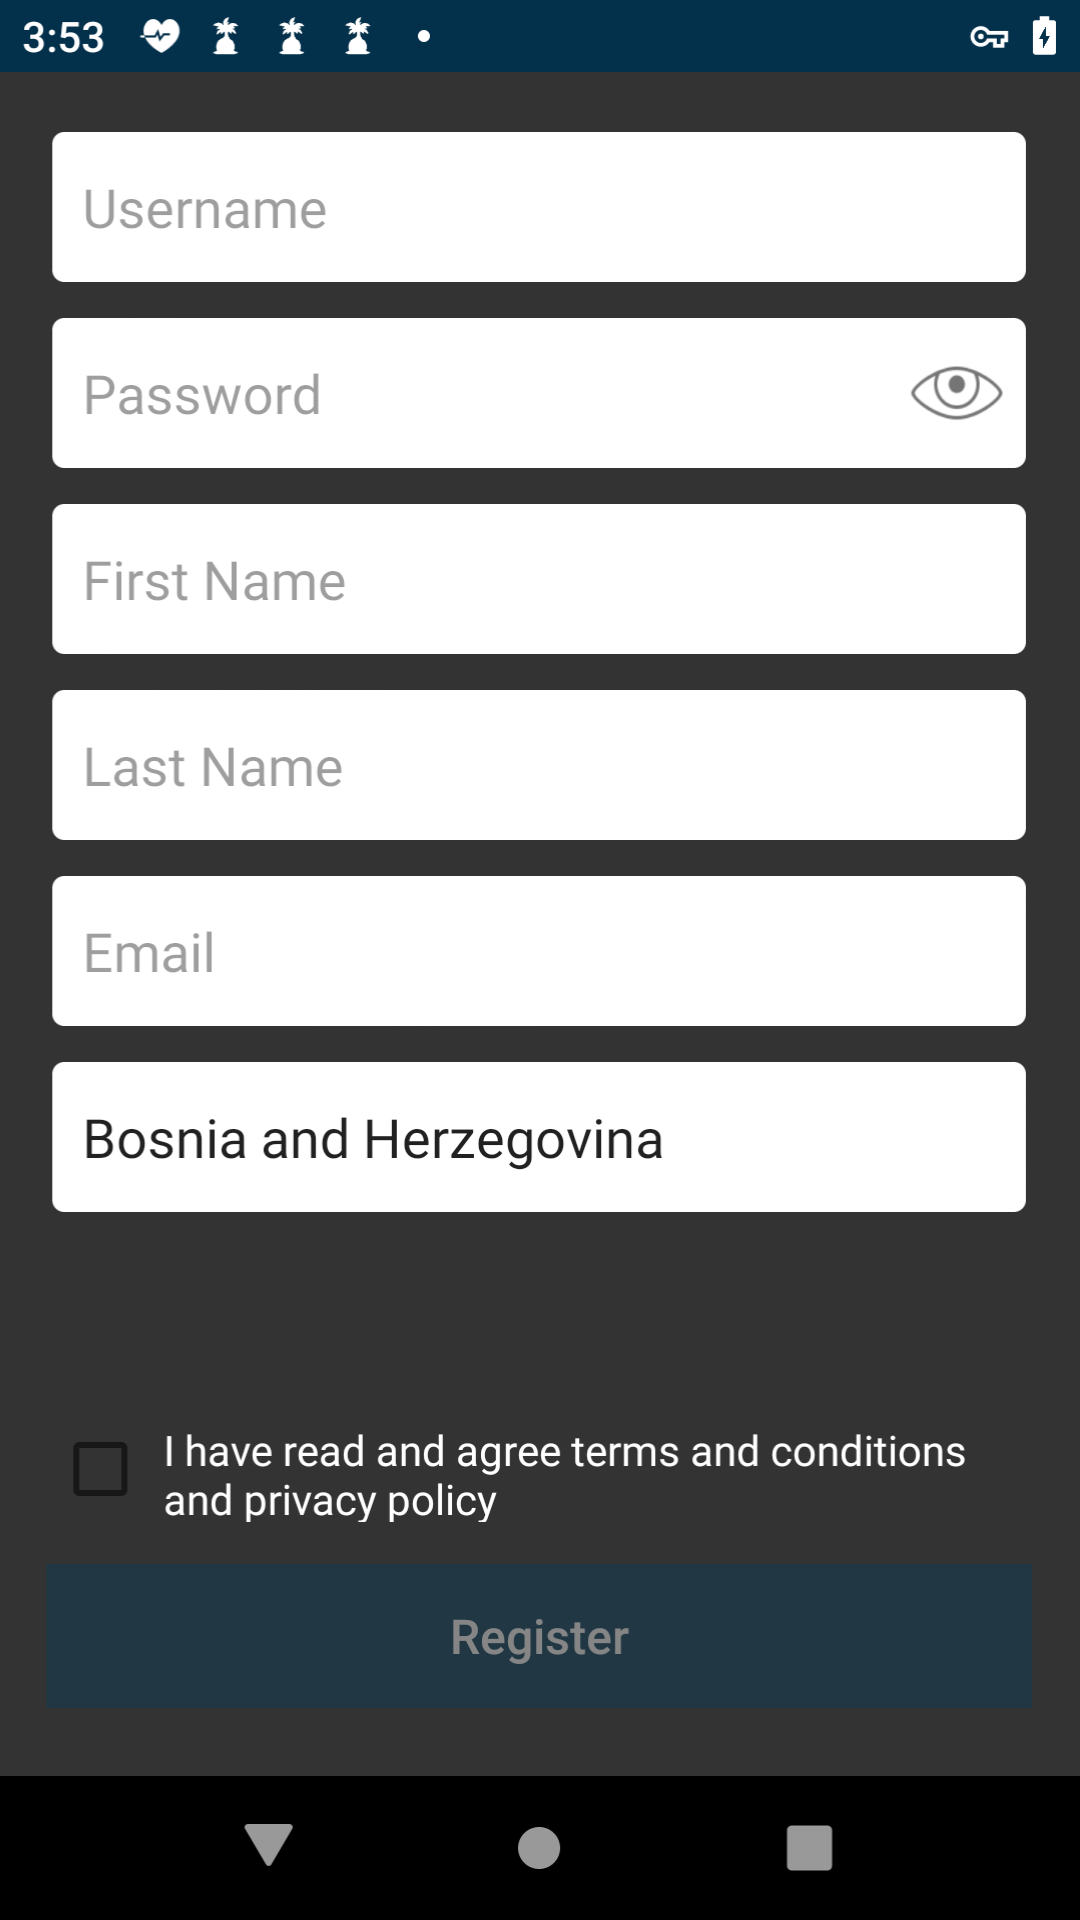 3:53
Username
Password
First Name
Last Name
Email
Bosnia and Herzegovina
I have read and agree terms and conditions
and privacy policy
Register